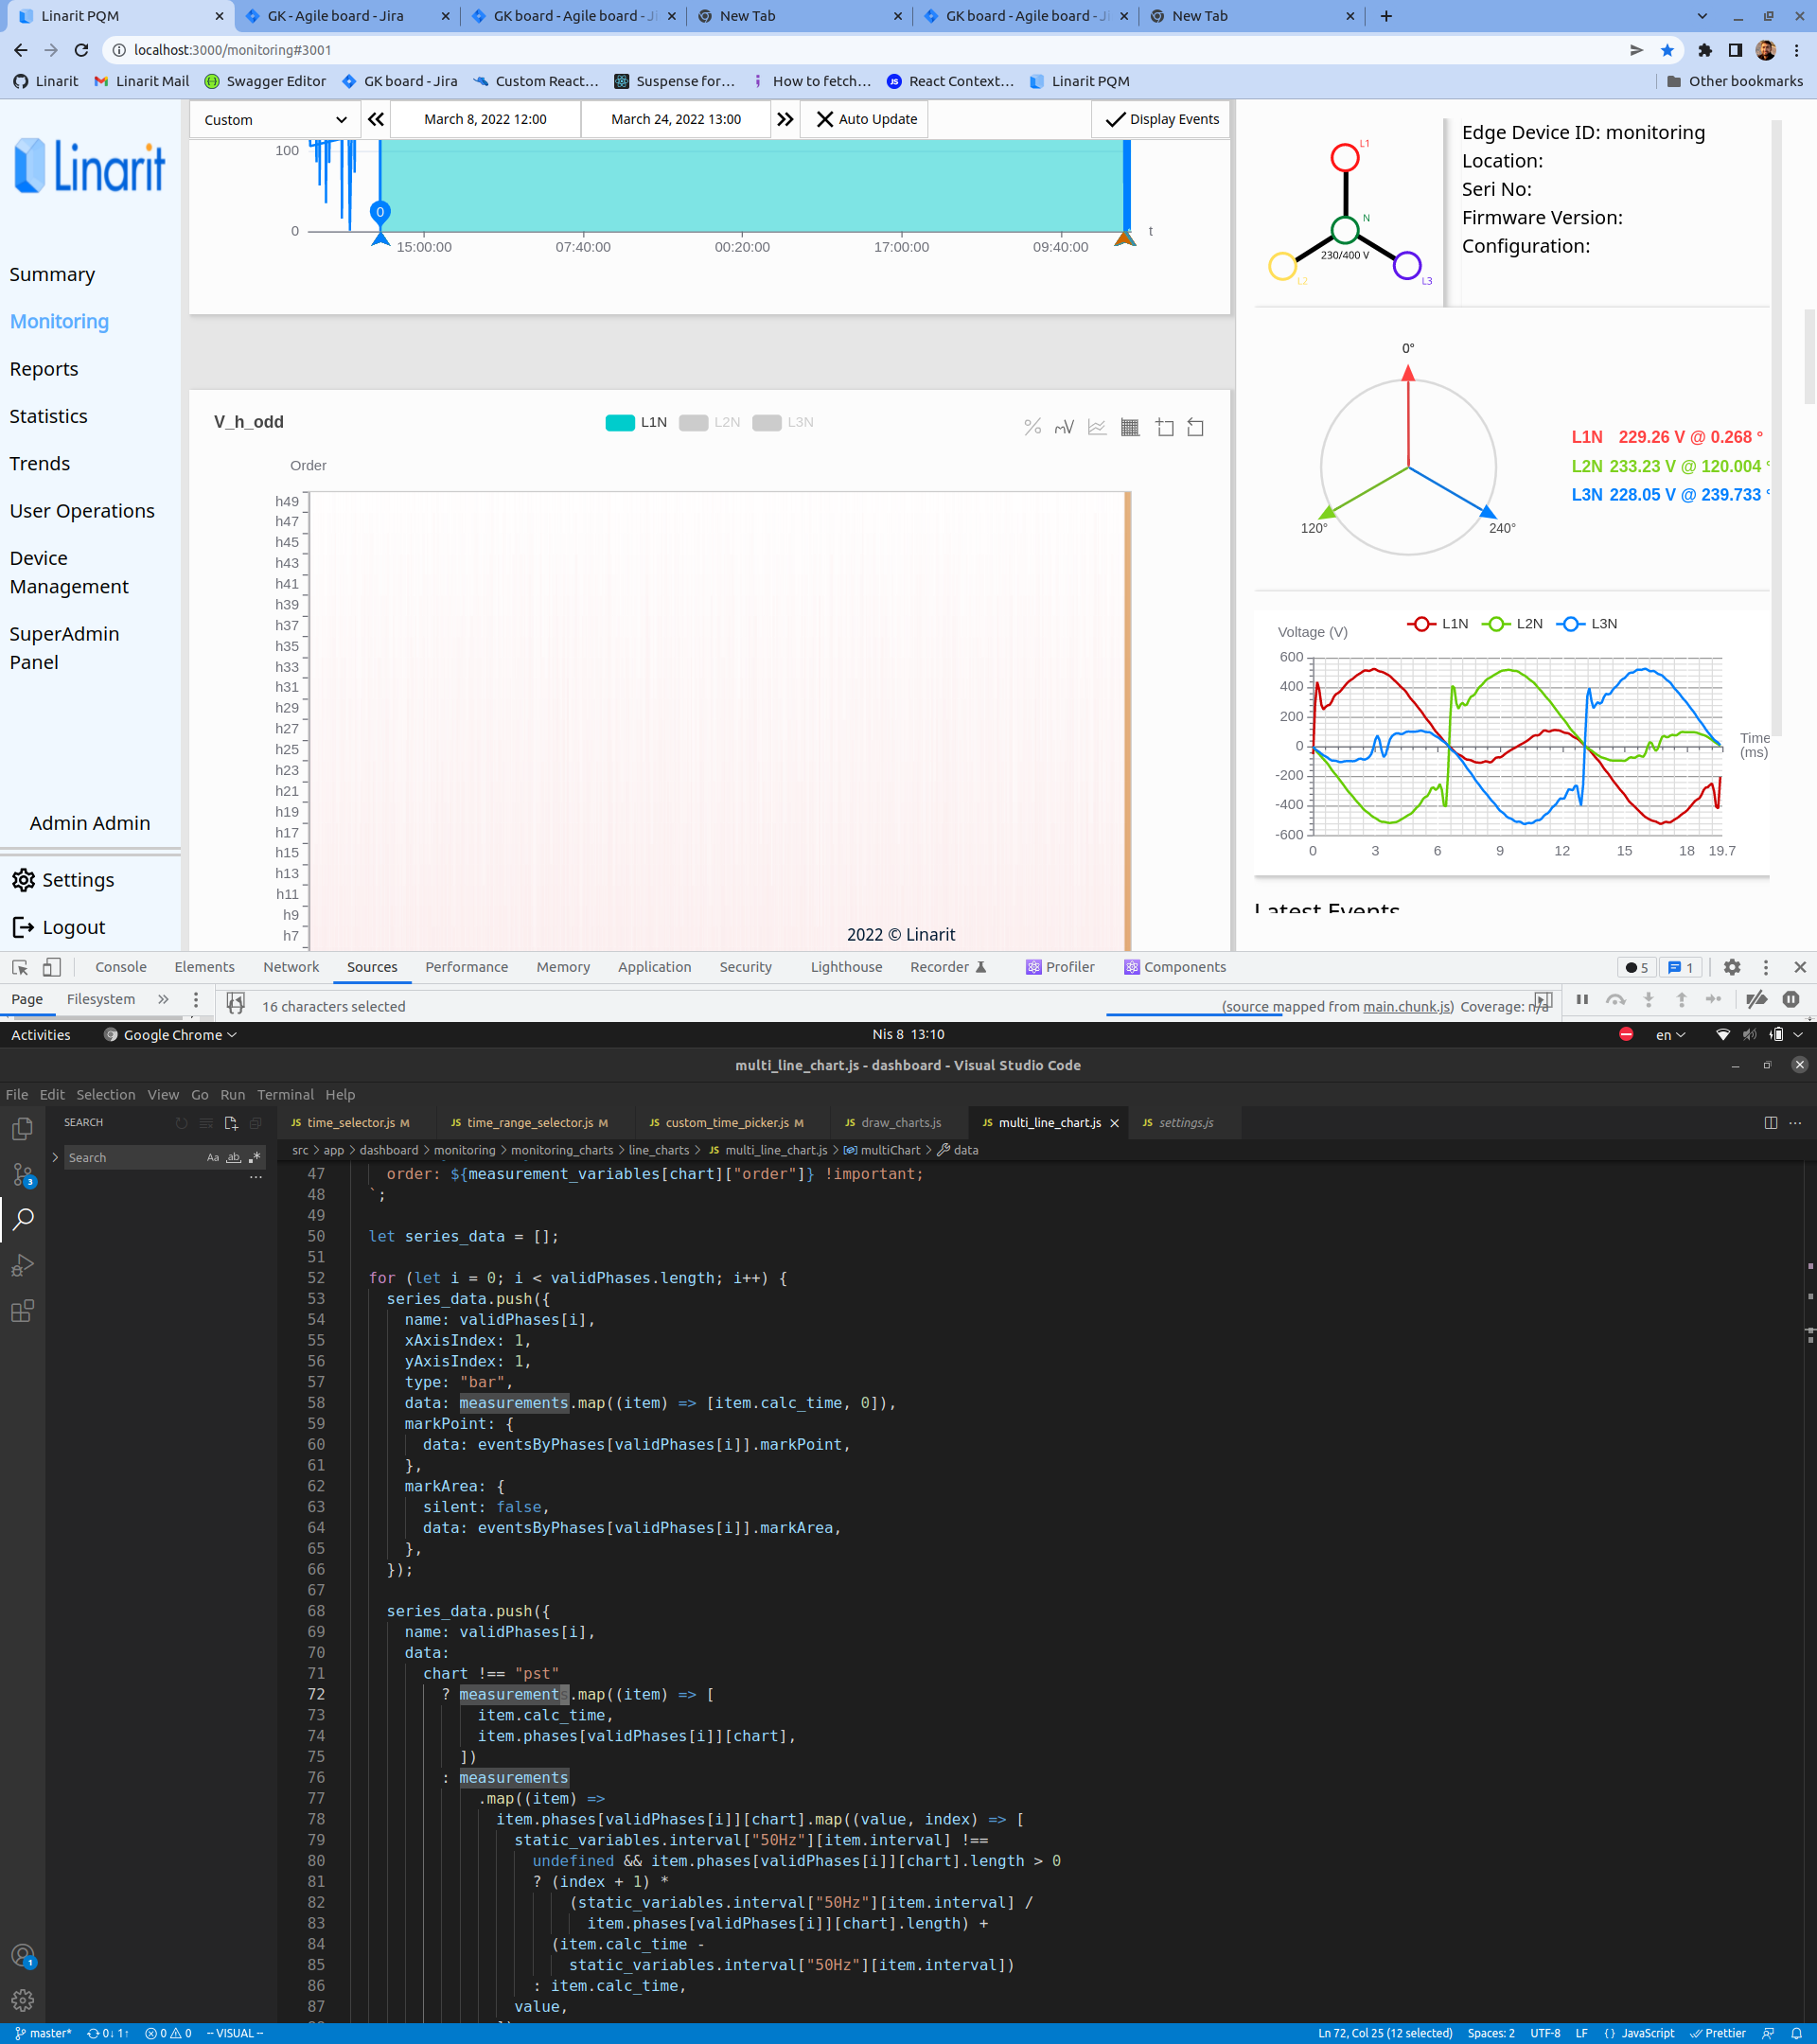 Linarit PQM
GK - Agile board - Jira
GK board - Agile board - Ji
New Tab
GK board - Agile board - Ji
New Tab
localhost:3000/monitoring#3001
Linarit
Linarit Mail
Swagger Editor
GK board - Jira
Custom React...
Suspense for...
How to fetch...
React Context...
Linarit PQM
Other bookmarks
Linarit
Summary
Monitoring
Reports
Statistics
Trends
User Operations
Device
Management
SuperAdmin
Panel
Admin Admin
Settings
Logout
Custom
March 8, 2022 12:00
March 24, 2022 13:00
Auto Update
Display Events
100
0
0
15:00:00
07:40:00
00:20:00
17:00:00
09:40:00
t
V_h_odd
L1N
L2N
L3N
Order
h49
h47
h45
h43
h41
h39
h37
h35
h33
h31
h29
h27
h25
h23
h21
h19
h17
h15
h13
h11
h9
h7
2022 © Linarit
L1
N
230/400 V
L2
L3
Edge Device ID: monitoring
Location:
Seri No:
Firmware Version:
Configuration:
0°
120°
240°
L1N 229.26 V @ 0.268 °
L2N 233.23 V @ 120.004 °
L3N 228.05 V @ 239.733 °
Voltage (V)
L1N
L2N
L3N
600
400
200
0
-200
-400
-600
0
3
6
9
12
15
18
19.7
Time
(ms)
Latest Events
Console
Elements
Network
Sources
Performance
Memory
Application
Security
Lighthouse
Recorder
Profiler
Components
5
1
Page
Filesystem
16 characters selected
(source mapped from main.chunk.js)
Coverage: n/a
Activities
Google Chrome
Nis 8 13:10
en
multi_line_chart.js - dashboard - Visual Studio Code
File Edit Selection View Go Run Terminal Help
SEARCH
Search
JS time_selector.js M
JS time_range_selector.js M
JS custom_time_picker.js M
JS draw_charts.js
JS multi_line_chart.js
JS settings.js
src > app > dashboard > monitoring > monitoring_charts > line_charts > JS multi_line_chart.js > multiChart > data
47 order: ${measurement_variables[chart]["order"]} !important;
48 `;
49
50 let series_data = [];
51
52 for (let i = 0; i < validPhases.length; i++) {
53 series_data.push({
54 name: validPhases[i],
55 xAxisIndex: 1,
56 yAxisIndex: 1,
57 type: "bar",
58 data: measurements.map((item) => [item.calc_time, 0]),
59 markPoint: {
60 data: eventsByPhases[validPhases[i]].markPoint,
61 },
62 markArea: {
63 silent: false,
64 data: eventsByPhases[validPhases[i]].markArea,
65 },
66 });
67
68 series_data.push({
69 name: validPhases[i],
70 data:
71 chart !== "pst"
72 ? measurements.map((item) => [
73 item.calc_time,
74 item.phases[validPhases[i]][chart],
75 ])
76 : measurements
77 .map((item) =>
78 item.phases[validPhases[i]][chart].map((value, index) => [
79 static_variables.interval["50Hz"][item.interval] !==
80 undefined && item.phases[validPhases[i]][chart].length > 0
81 ? (index + 1) *
82 (static_variables.interval["50Hz"][item.interval] /
83 item.phases[validPhases[i]][chart].length) +
84 (item.calc_time -
85 static_variables.interval["50Hz"][item.interval])
86 : item.calc_time,
87 value,
3
1
master*
0↓ 1↑
0 0
-- VISUAL --
Ln 72, Col 25 (12 selected)
Spaces: 2
UTF-8
LF
{ } JavaScript
Prettier